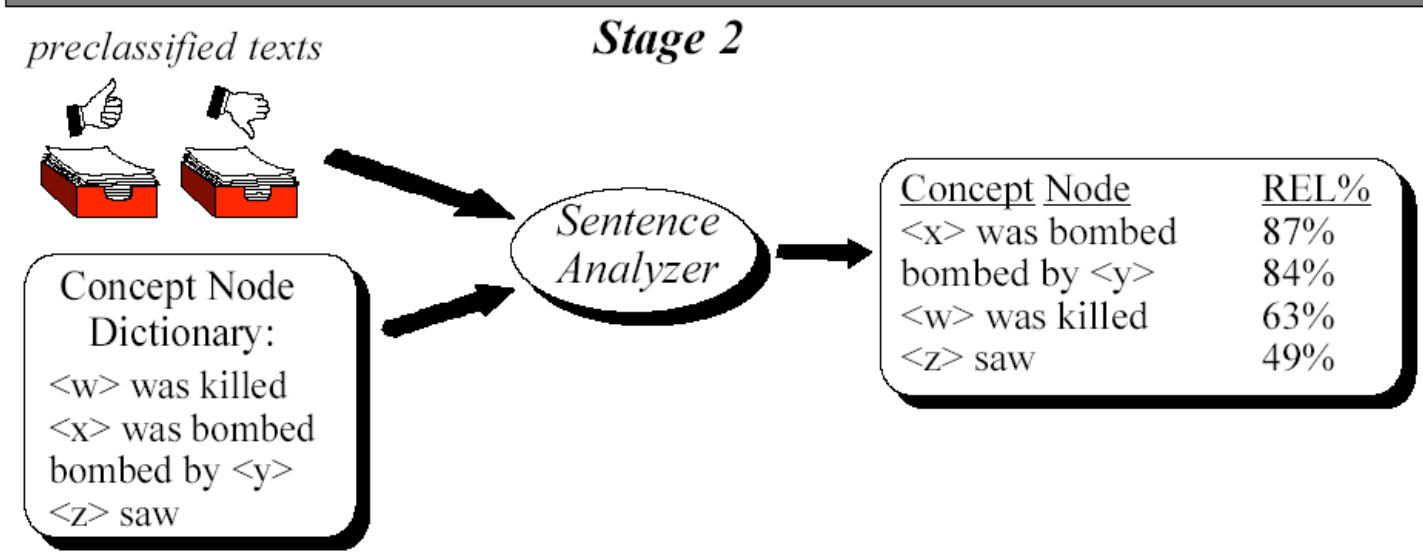 Stage 2
preclassified texts
Concept Node
Dictionary:
<w> was killed
<x> was bombed
bombed by <y>
<z> saw
Sentence
Analyzer
Concept Node REL%
<x> was bombed 87%
bombed by <y> 84%
<w> was killed 63%
<z> saw 49%